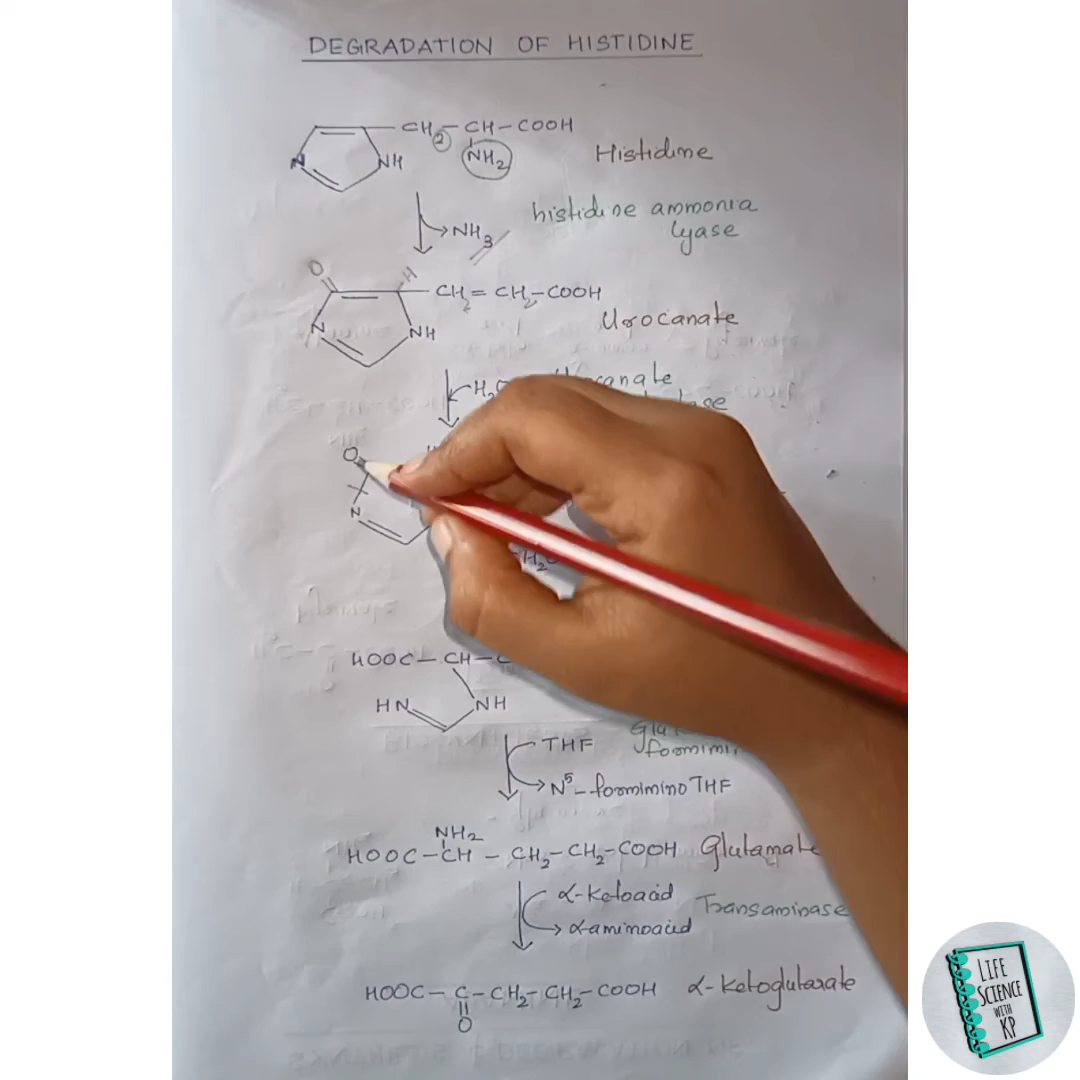 DEGRADATION OF HISTIDINE
CH2 – CH – COOH
N NH NH2 Histidine
NH3 histidine ammonia
lyase
O H
CH2 = CH2 – COOH
N NH Urocanate
H2
O
N
H2O
HOOC – CH –
HN NH
THF
N5 – formimino THF
NH2
HOOC – CH – CH2 – CH2 – COOH Glutamate
α-Ketoacid Transaminase
α-aminoacid
HOOC – C – CH2 – CH2 – COOH α-Ketoglutarate
O
LIFE
SCIENCE
WITH
KP